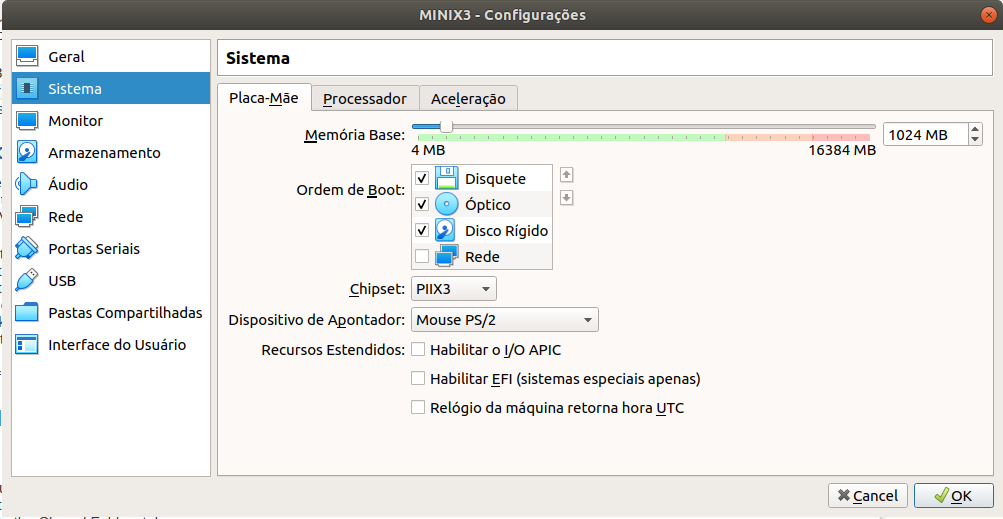 MINIX3 - Configurações
Geral
Sistema
Monitor
Armazenamento
Áudio
Rede
Portas Seriais
USB
Pastas Compartilhadas
Interface do Usuário
Sistema
Placa-Mãe
Processador
Aceleração
Memória Base:
1024 MB
4 MB
16384 MB
Ordem de Boot:
Disquete
Óptico
Disco Rígido
Rede
Chipset:
PIIX3
Dispositivo de Apontador:
Mouse PS/2
Recursos Estendidos:
Habilitar o I/O APIC
Habilitar EFI (sistemas especiais apenas)
Relógio da máquina retorna hora UTC
Cancel
OK